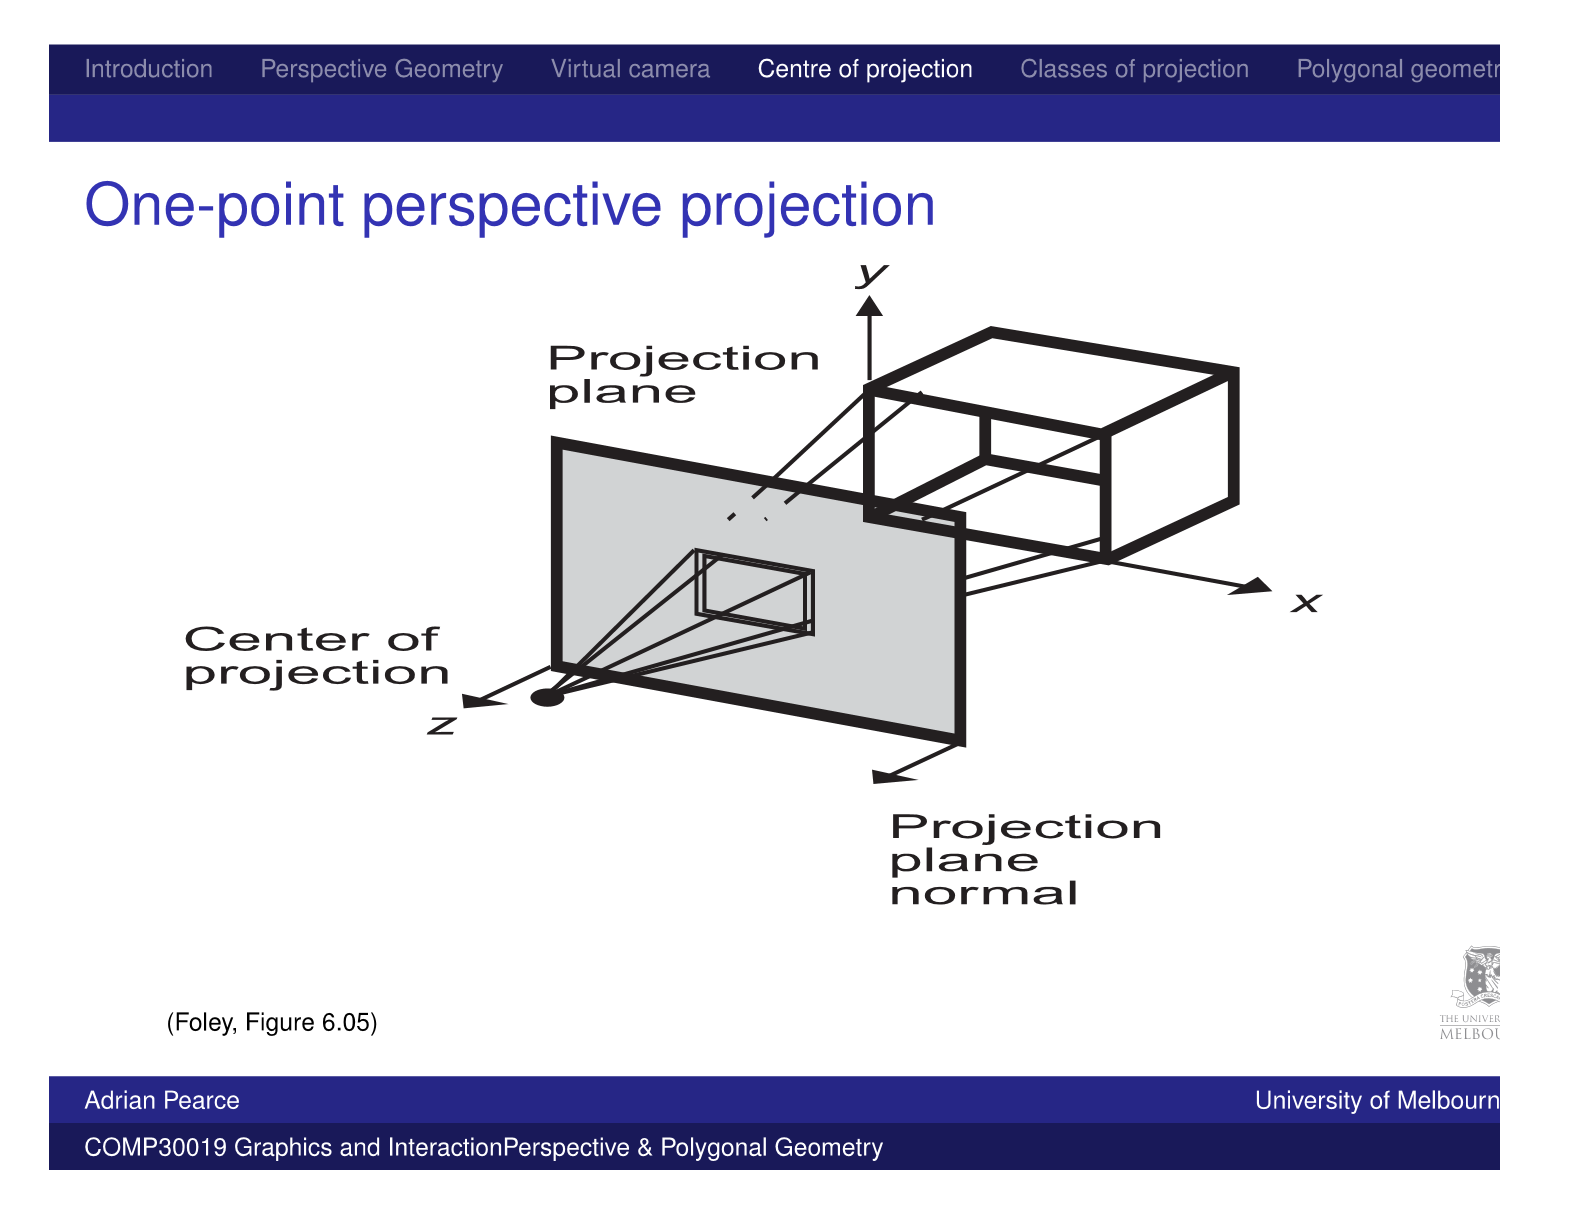 Introduction Perspective Geometry Virtual camera Centre of projection Classes of projection Polygonal geometr
One-point perspective projection
y
Projection
plane
x
Center of
projection
z
Projection
plane
normal
(Foley, Figure 6.05)
THE UNIVER
MELBOU
Adrian Pearce University of Melbourn
COMP30019 Graphics and InteractionPerspective & Polygonal Geometry